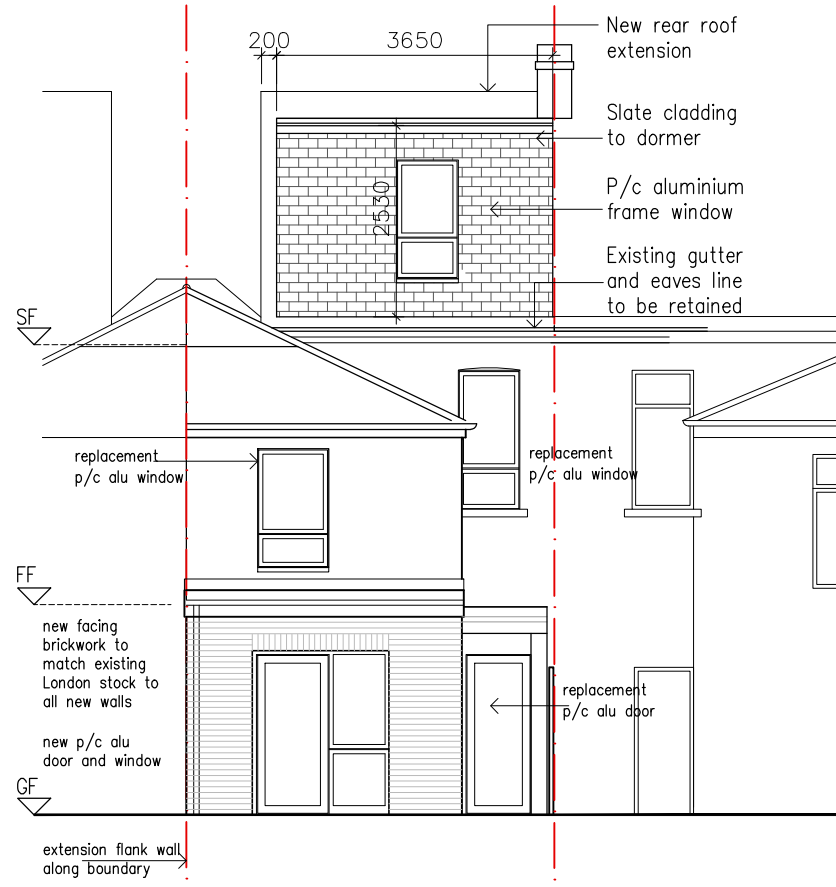 New rear roof
extension
200
3650
Slate cladding
to dormer
P/c aluminium
frame window
2530
Existing gutter
and eaves line
to be retained
SF
replacement
p/c alu window
replacement
p/c alu window
FF
new facing
brickwork to
match existing
London stock to
all new walls
new p/c alu
door and window
replacement
p/c alu door
GF
extension flank wall
along boundary